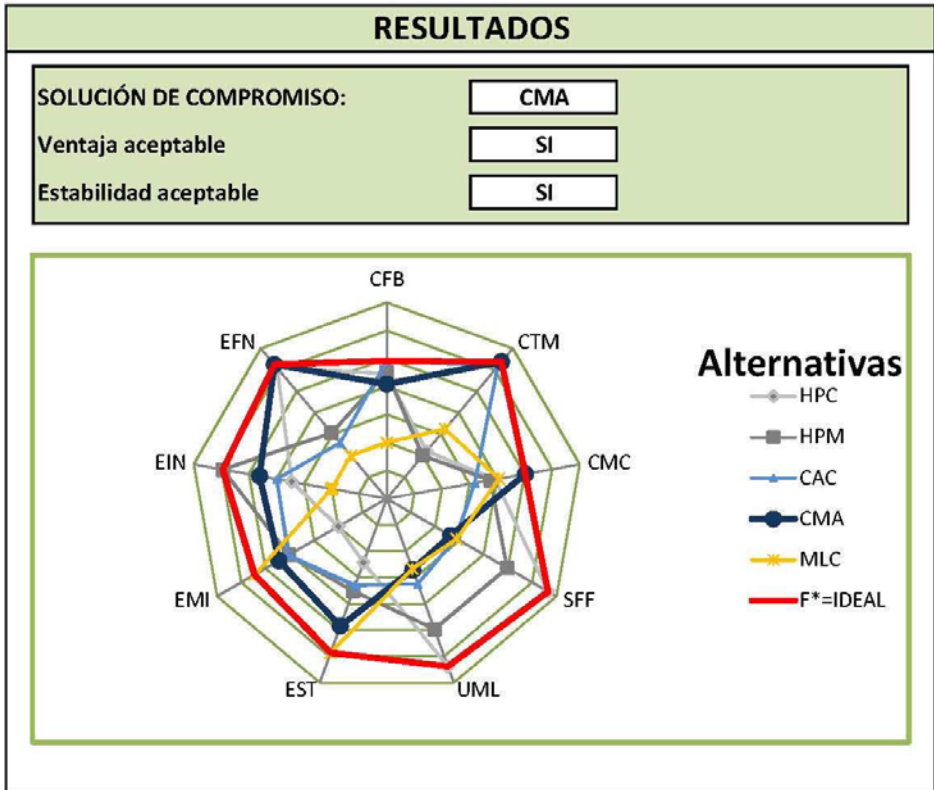 RESULTADOS
SOLUCIÓN DE COMPROMISO: CMA
Ventaja aceptable SI
Estabilidad aceptable SI
CFB
EFN CTM
EIN CMC
EMI SFF
EST UML
Alternativas
HPC
HPM
CAC
CMA
MLC
F*=IDEAL